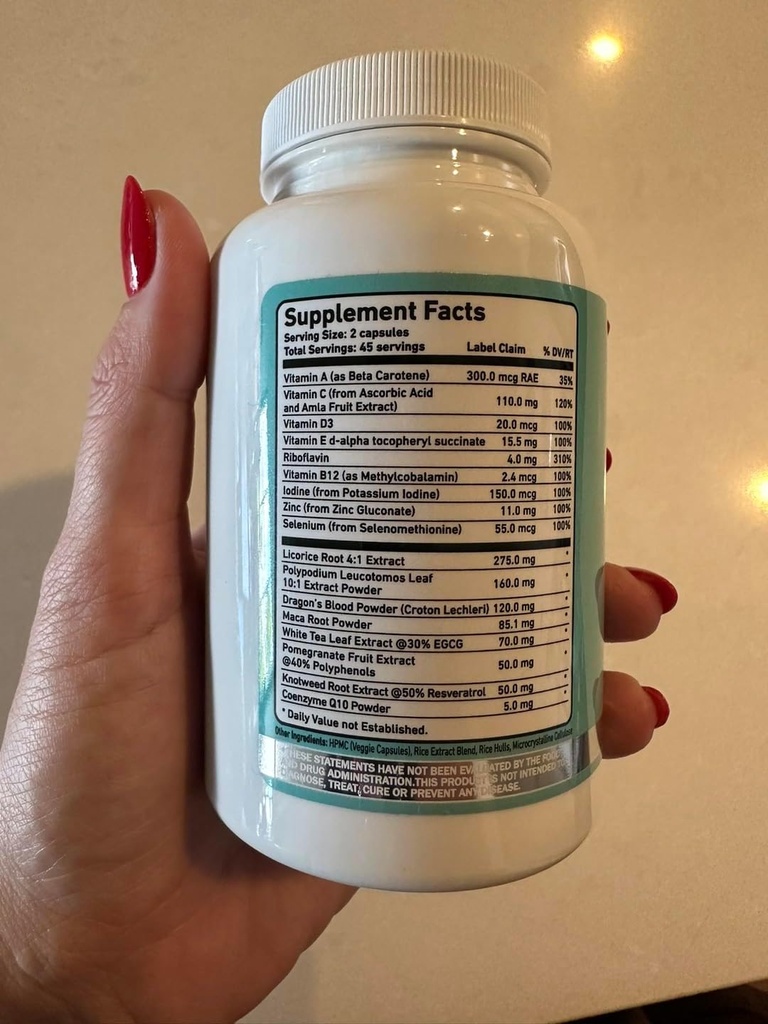 Supplement Facts
Serving Size: 2 capsules
Total Servings: 45 servings Label Claim % DV/RT
Vitamin A (as Beta Carotene) 300.0 mcg RAE 35%
Vitamin C (from Ascorbic Acid
and Amla Fruit Extract) 110.0 mg 120%
Vitamin D3 20.0 mcg 100%
Vitamin E d-alpha tocopheryl succinate 15.5 mg 100%
Riboflavin 4.0 mg 310%
Vitamin B12 (as Methylcobalamin) 2.4 mcg 100%
Iodine (from Potassium Iodine) 150.0 mcg 100%
Zinc (from Zinc Gluconate) 11.0 mg 100%
Selenium (from Selenomethionine) 55.0 mcg 100%
Licorice Root 4:1 Extract 275.0 mg *
Polypodium Leucotomos Leaf
10:1 Extract Powder 160.0 mg *
Dragon's Blood Powder (Croton Lechleri) 120.0 mg *
Maca Root Powder 85.1 mg *
White Tea Leaf Extract @30% EGCG 70.0 mg *
Pomegranate Fruit Extract
@40% Polyphenols 50.0 mg *
Knotweed Root Extract @50% Resveratrol 50.0 mg *
Coenzyme Q10 Powder 5.0 mg *
* Daily Value not Established.
Other Ingredients: HPMC (Veggie Capsules), Rice Extract Blend, Rice Hulls, Microcrystalline Cellulose
THESE STATEMENTS HAVE NOT BEEN EVALUATED BY THE FOOD
AND DRUG ADMINISTRATION.THIS PRODUCT IS NOT INTENDED TO
DIAGNOSE, TREAT, CURE OR PREVENT ANY DISEASE.